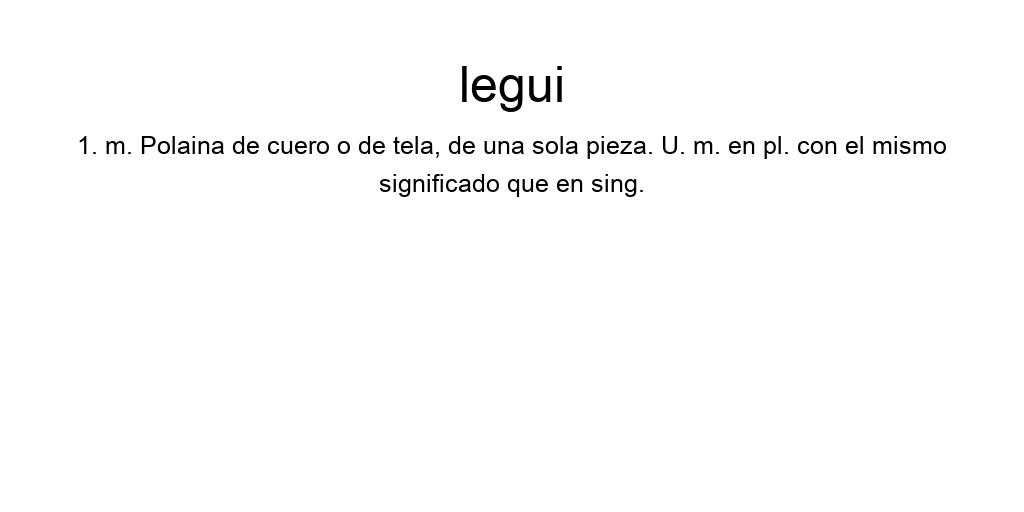 legui
1. m. Polaina de cuero o de tela, de una sola pieza. U. m. en pl. con el mismo
significado que en sing.